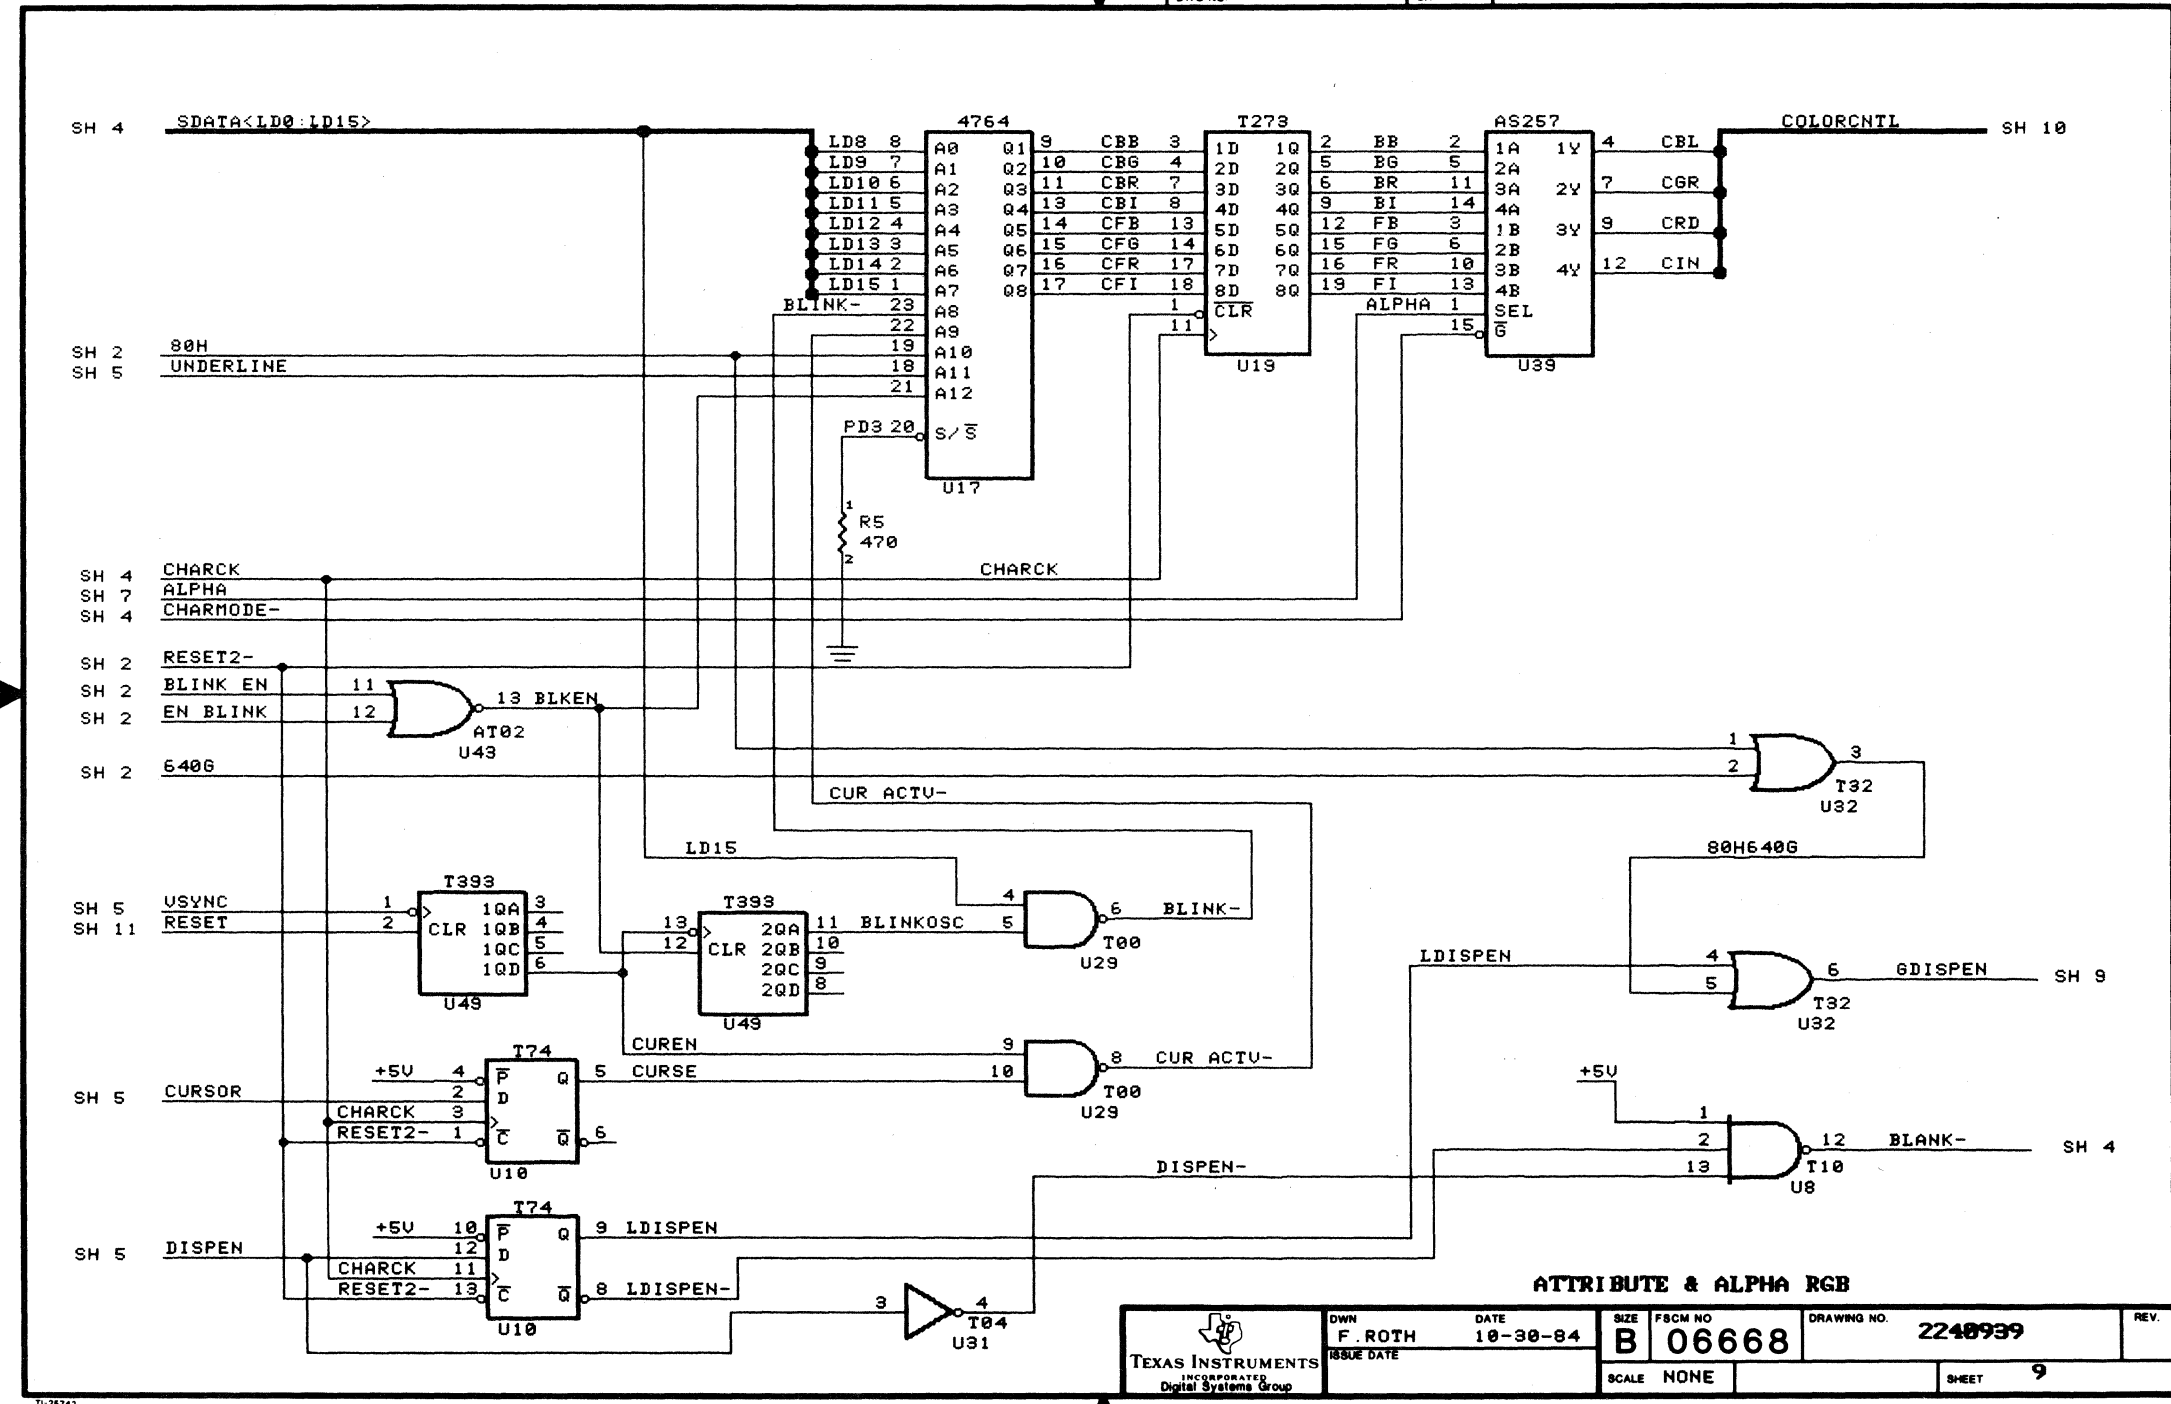 SH 4 SDATA<LD0:LD15>
4764 T273 AS257 COLORCNTL SH 10
LD8 8 A0 Q1 9 CBB 3 1D 1Q 2 BB 2 1A 1Y 4 CBL
LD9 7 A1 Q2 10 CBG 4 2D 2Q 5 BG 5 2A
LD10 6 A2 Q3 11 CBR 7 3D 3Q 6 BR 11 3A 2Y 7 CGR
LD11 5 A3 Q4 13 CBI 8 4D 4Q 9 BI 14 4A
LD12 4 A4 Q5 14 CFB 13 5D 5Q 12 FB 3 1B 3Y 9 CRD
LD13 3 A5 Q6 15 CFG 14 6D 6Q 15 FG 6 2B
LD14 2 A6 Q7 16 CFR 17 7D 7Q 16 FR 10 3B 4Y 12 CIN
LD15 1 A7 Q8 17 CFI 18 8D 8Q 19 FI 13 4B
BLINK- 23 A8 1 CLR ALPHA 1 SEL
22 A9 11 15 G
SH 2 80H 19 A10
U19 U39
SH 5 UNDERLINE 18 A11
21 A12
PD3 20 S/S
U17
1
R5
470
2
SH 4 CHARCK CHARCK
SH 7 ALPHA
SH 4 CHARMODE-
SH 2 RESET2-
SH 2 BLINK EN 11
13 BLKEN
SH 2 EN BLINK 12
AT02
U43
SH 2 640G
1
2
3
T32
U32
CUR ACTV-
LD15 80H640G
T393
SH 5 VSYNC 1 1QA 3
SH 11 RESET 2 CLR 1QB 4
1QC 5
1QD 6
U49
T393
13 2QA 11 BLINKOSC
12 CLR 2QB 10
2QC 9
2QD 8
U49
4
5
6 BLINK-
T00
U29
LDISPEN 4
5
6 GDISPEN SH 9
T32
U32
CUREN 9
CURSE 10
8 CUR ACTV-
T00
U29
T74
+5V 4 P Q 5
SH 5 CURSOR 2 D
CHARCK 3
RESET2- 1 C Q 6
U10
+5V
1
2
13
12 BLANK- SH 4
T10
U8
DISPEN-
T74
+5V 10 P Q 9 LDISPEN
SH 5 DISPEN 12 D
CHARCK 11
RESET2- 13 C Q 8 LDISPEN-
U10
3 4
T04
U31
ATTRIBUTE & ALPHA RGB
TEXAS INSTRUMENTS
INCORPORATED
Digital Systems Group
DWN DATE
F.ROTH 10-30-84
ISSUE DATE
SIZE B
FSCM NO 06668
DRAWING NO. 2240939
REV.
SCALE NONE
SHEET 9